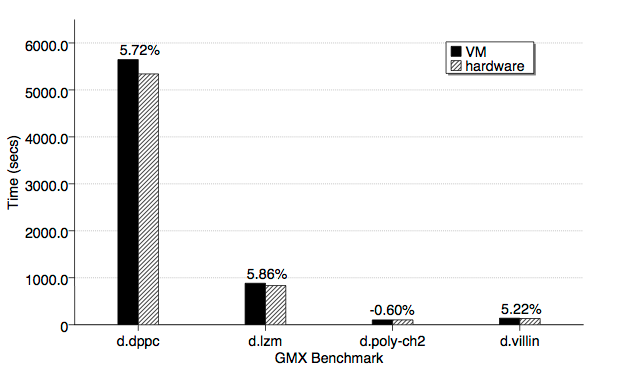 6000.0
5000.0
4000.0
3000.0
2000.0
1000.0
0
Time (secs)
5.72%
5.86%
-0.60%
5.22%
VM
hardware
d.dppc
d.lzm
d.poly-ch2
d.villin
GMX Benchmark